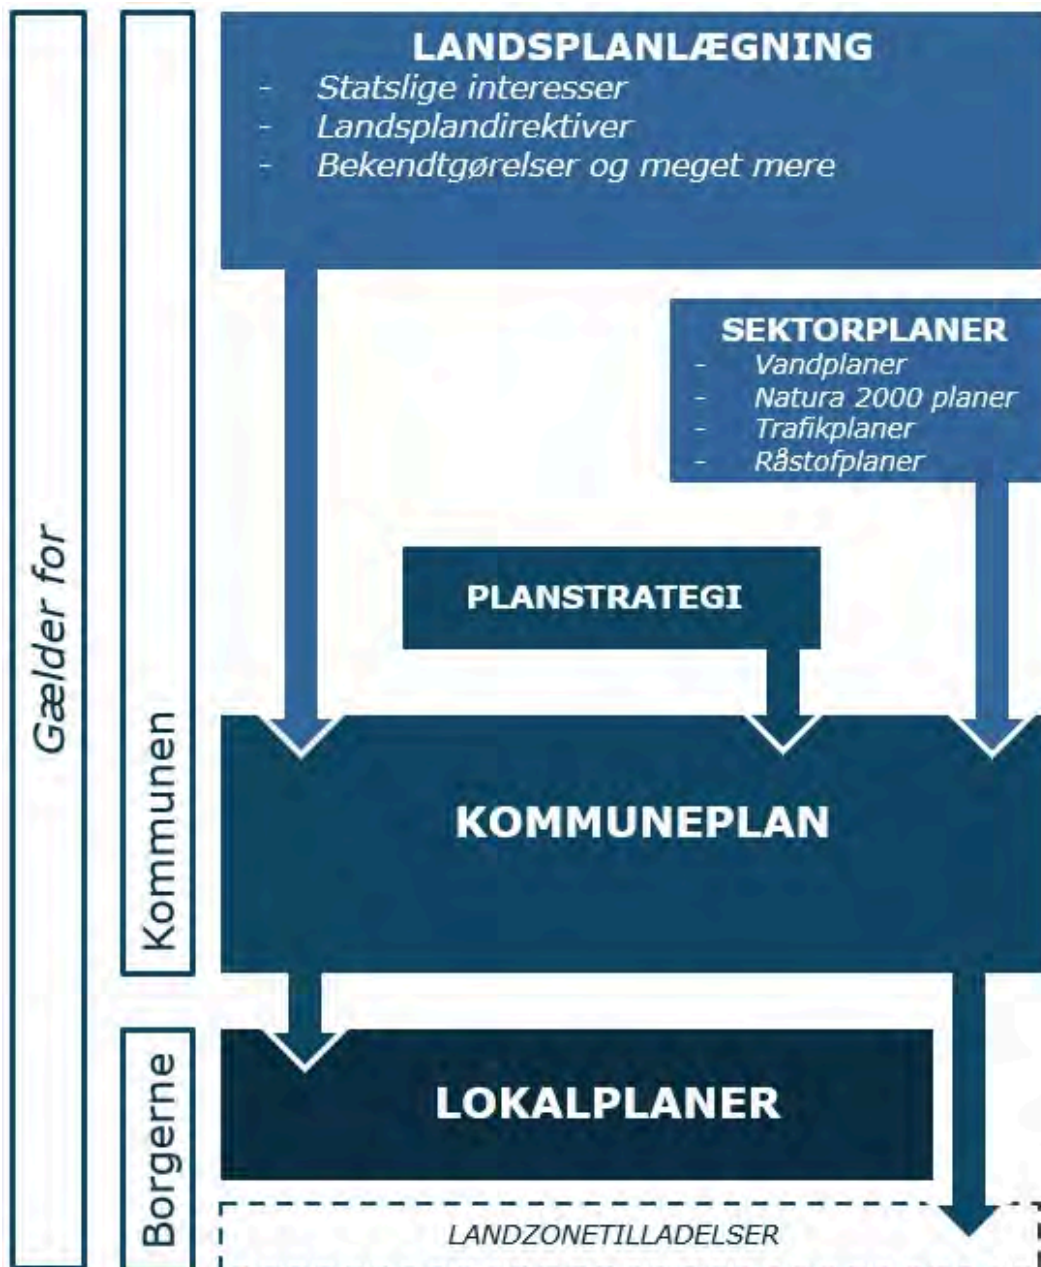 Gælder for
Kommunen
LANDSPLANLÆGNING
- Statslige interesser
- Landsplandirektiver
- Bekendtgørelser og meget mere
SEKTORPLANER
- Vandplaner
- Natura 2000 planer
- Trafikplaner
- Råstofplaner
PLANSTRATEGI
KOMMUNEPLAN
Borgerne
LOKALPLANER
LANDZONETILLADELSER